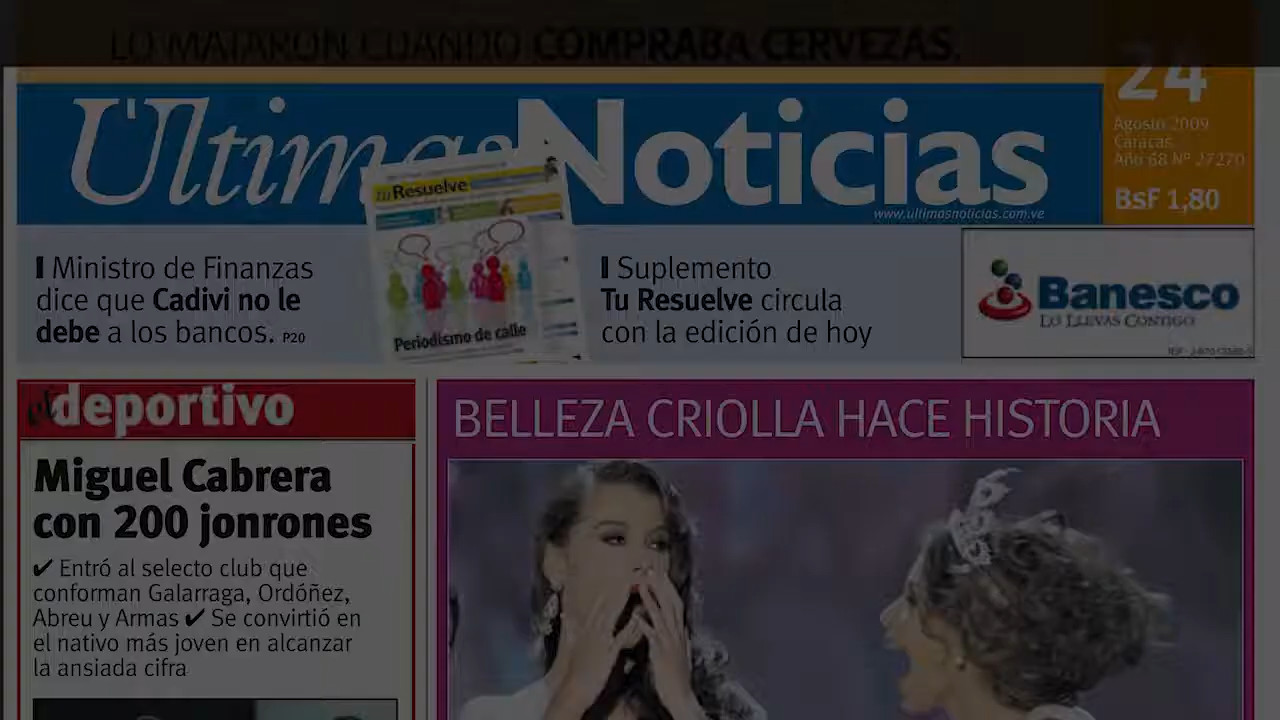 LO MATARON CUANDO COMPRABA CERVEZAS.
24
Últimas Noticias
Agosto 2009
Caracas
Año 68 Nº 27270
BsF 1,80
www.ultimasnoticias.com.ve
I Ministro de Finanzas
dice que Cadivi no le
debe a los bancos. P20
tu Resuelve
Periodismo de calle
I Suplemento
Tu Resuelve circula
con la edición de hoy
Banesco
LO LLEVAS CONTIGO
el deportivo
Miguel Cabrera
con 200 jonrones
✔ Entró al selecto club que
conforman Galarraga, Ordóñez,
Abreu y Armas ✔ Se convirtió en
el nativo más joven en alcanzar
la ansiada cifra
BELLEZA CRIOLLA HACE HISTORIA